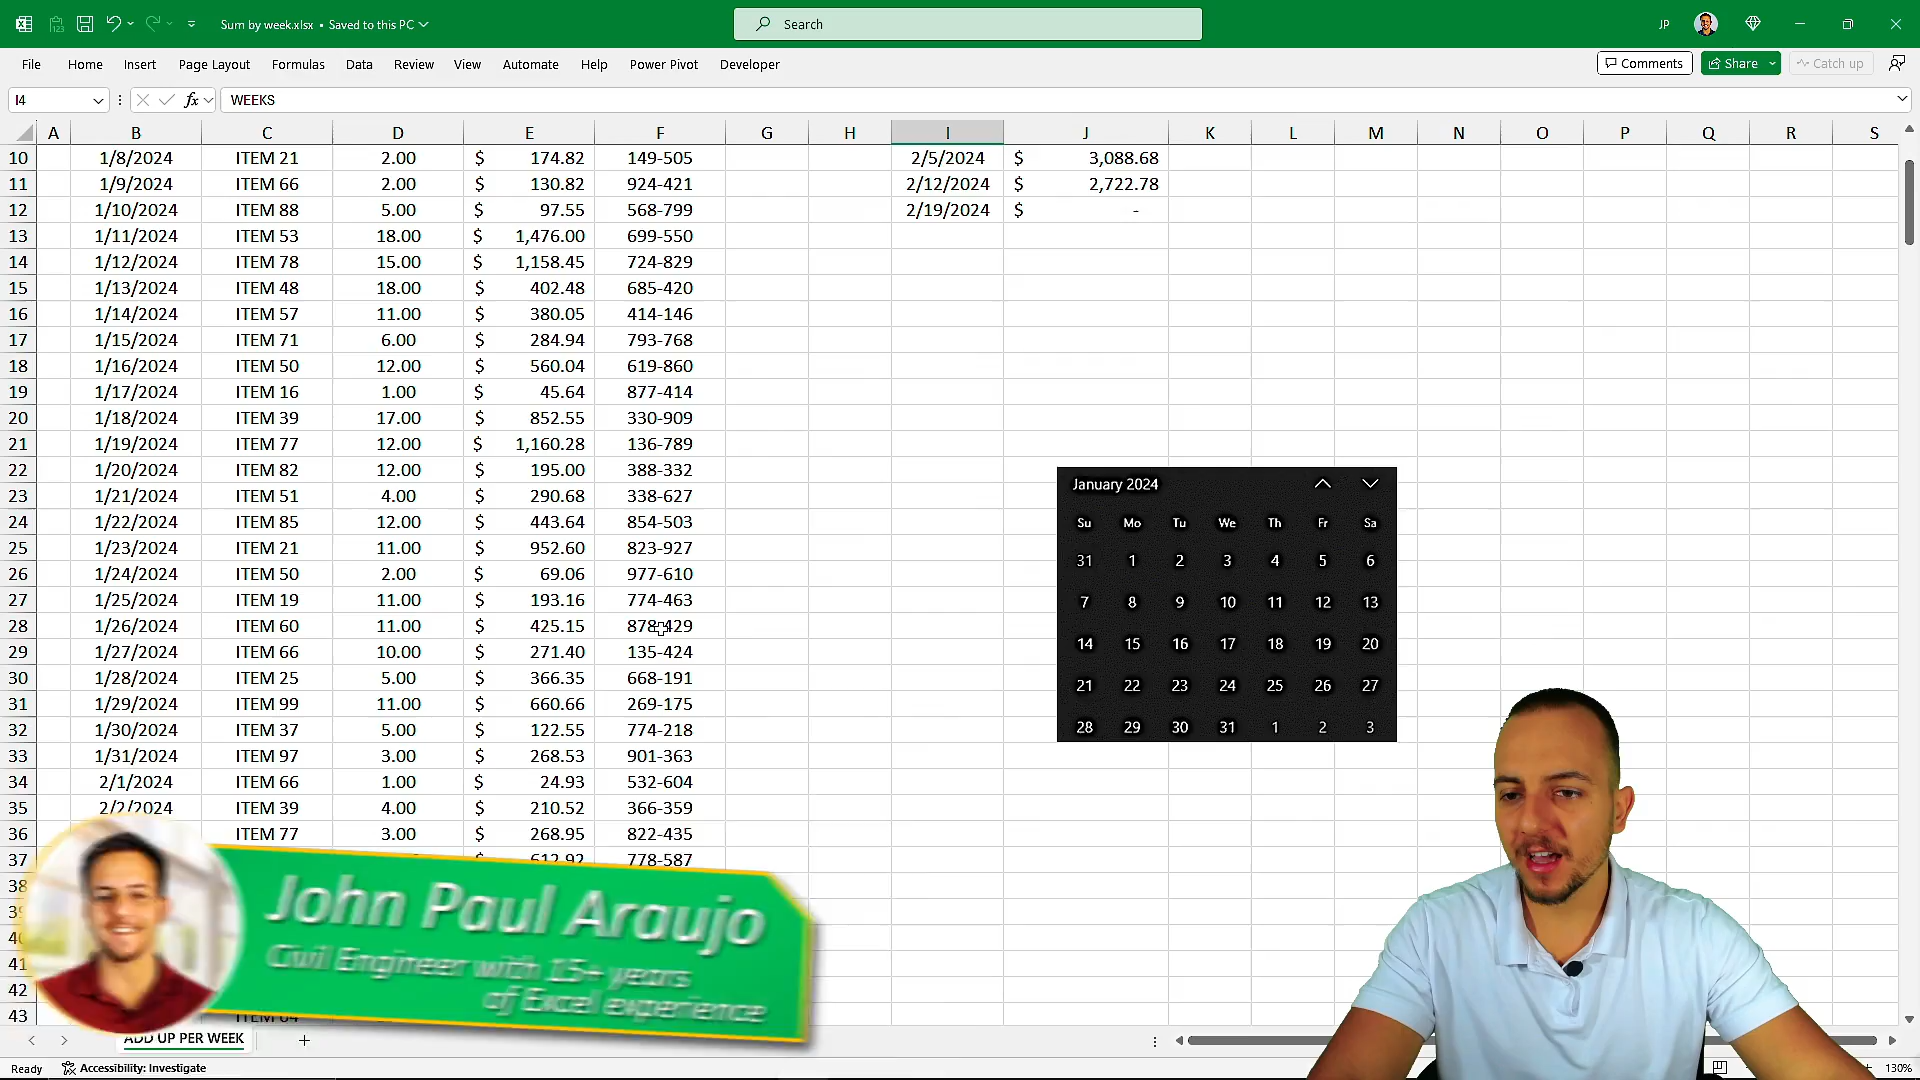 Sum by week.xlsx • Saved to this PC
Search
JP
File Home Insert Page Layout Formulas Data Review View Automate Help Power Pivot Developer
Comments Share Catch up
I4 fx WEEKS
A B C D E F G H I J K L M N O P Q R S
10 1/8/2024 ITEM 21 2.00 $ 174.82 149-505 2/5/2024 $ 3,088.68
11 1/9/2024 ITEM 66 2.00 $ 130.82 924-421 2/12/2024 $ 2,722.78
12 1/10/2024 ITEM 88 5.00 $ 97.55 568-799 2/19/2024 $ -
13 1/11/2024 ITEM 53 18.00 $ 1,476.00 699-550
14 1/12/2024 ITEM 78 15.00 $ 1,158.45 724-829
15 1/13/2024 ITEM 48 18.00 $ 402.48 685-420
16 1/14/2024 ITEM 57 11.00 $ 380.05 414-146
17 1/15/2024 ITEM 71 6.00 $ 284.94 793-768
18 1/16/2024 ITEM 50 12.00 $ 560.04 619-860
19 1/17/2024 ITEM 16 1.00 $ 45.64 877-414
20 1/18/2024 ITEM 39 17.00 $ 852.55 330-909
21 1/19/2024 ITEM 77 12.00 $ 1,160.28 136-789
22 1/20/2024 ITEM 82 12.00 $ 195.00 388-332
23 1/21/2024 ITEM 51 4.00 $ 290.68 338-627
24 1/22/2024 ITEM 85 12.00 $ 443.64 854-503
25 1/23/2024 ITEM 21 11.00 $ 952.60 823-927
26 1/24/2024 ITEM 50 2.00 $ 69.06 977-610
27 1/25/2024 ITEM 19 11.00 $ 193.16 774-463
28 1/26/2024 ITEM 60 11.00 $ 425.15 878-429
29 1/27/2024 ITEM 66 10.00 $ 271.40 135-424
30 1/28/2024 ITEM 25 5.00 $ 366.35 668-191
31 1/29/2024 ITEM 99 11.00 $ 660.66 269-175
32 1/30/2024 ITEM 37 5.00 $ 122.55 774-218
33 1/31/2024 ITEM 97 3.00 $ 268.53 901-363
34 2/1/2024 ITEM 66 1.00 $ 24.93 532-604
35 2/2/2024 ITEM 39 4.00 $ 210.52 366-359
36 ITEM 77 3.00 $ 268.95 822-435
37 $ 612.92 778-587
38
41
42
43
January 2024
Su Mo Tu We Th Fr Sa
31 1 2 3 4 5 6
7 8 9 10 11 12 13
14 15 16 17 18 19 20
21 22 23 24 25 26 27
28 29 30 31 1 2 3
John Paul Araujo
Civil Engineer with 15+ years
of Excel experience
ADD UP PER WEEK
Ready Accessibility: Investigate
130%